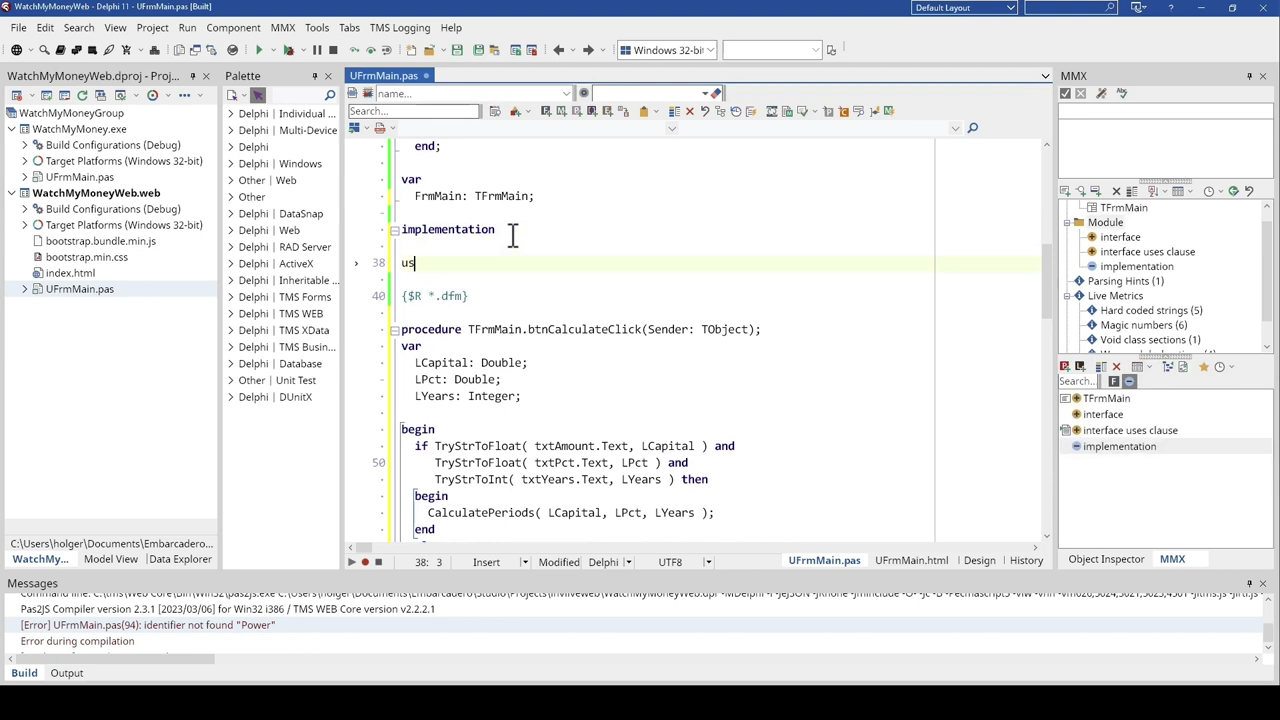 WatchMyMoneyWeb - Delphi 11 - UFrmMain.pas [Built]
Default Layout
File Edit Search View Project Run Component MMX Tools Tabs TMS Logging Help
Windows 32-bit
WatchMyMoneyWeb.dproj - Proj...
Palette
UFrmMain.pas
MMX
name...
Search...
WatchMyMoneyGroup
WatchMyMoney.exe
Build Configurations (Debug)
Target Platforms (Windows 32-bit)
UFrmMain.pas
WatchMyMoneyWeb.web
Build Configurations (Debug)
Target Platforms (Windows 32-bit)
bootstrap.bundle.min.js
bootstrap.min.css
index.html
UFrmMain.pas
C:\Users\holger\Documents\Embarcadero...
WatchMy... Model View Data Explorer
Delphi | Individual
Delphi | Multi-Device
Delphi
Delphi | Windows
Other | Web
Other
Delphi | DataSnap
Delphi | Web
Delphi | RAD Server
Delphi | ActiveX
Delphi | Inheritable
Delphi | TMS Forms
Delphi | TMS WEB
Delphi | TMS XData
Delphi | TMS Busin...
Delphi | Database
Other | Unit Test
Delphi | DUnitX
end;
var
FrmMain: TFrmMain;
implementation
38 us
40 {$R *.dfm}
procedure TFrmMain.btnCalculateClick(Sender: TObject);
var
LCapital: Double;
LPct: Double;
LYears: Integer;
begin
if TryStrToFloat( txtAmount.Text, LCapital ) and
50 TryStrToFloat( txtPct.Text, LPct ) and
TryStrToInt( txtYears.Text, LYears ) then
begin
CalculatePeriods( LCapital, LPct, LYears );
end
38: 3 Insert Modified Delphi UTF8 UFrmMain.pas UFrmMain.html Design History
TFrmMain
Module
interface
interface uses clause
implementation
Parsing Hints (1)
Live Metrics
Hard coded strings (5)
Magic numbers (6)
Void class sections (1)
Search...
TFrmMain
interface
interface uses clause
implementation
Object Inspector MMX
Messages
Pas2JS Compiler version 2.3.1 [2023/03/06] for Win32 i386 / TMS WEB Core version v2.2.2.1
[Error] UFrmMain.pas(94): identifier not found "Power"
Error during compilation
Build Output